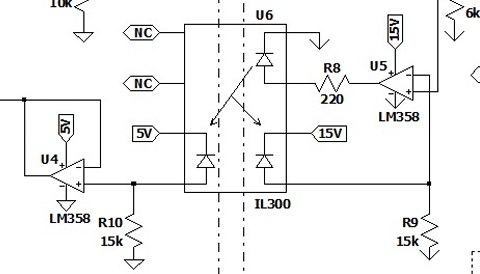 10k
NC
U6
15V
6k
U5
R8
220
LM358
NC
5V
5V
15V
U4
LM358
R10
15k
IL300
R9
15k